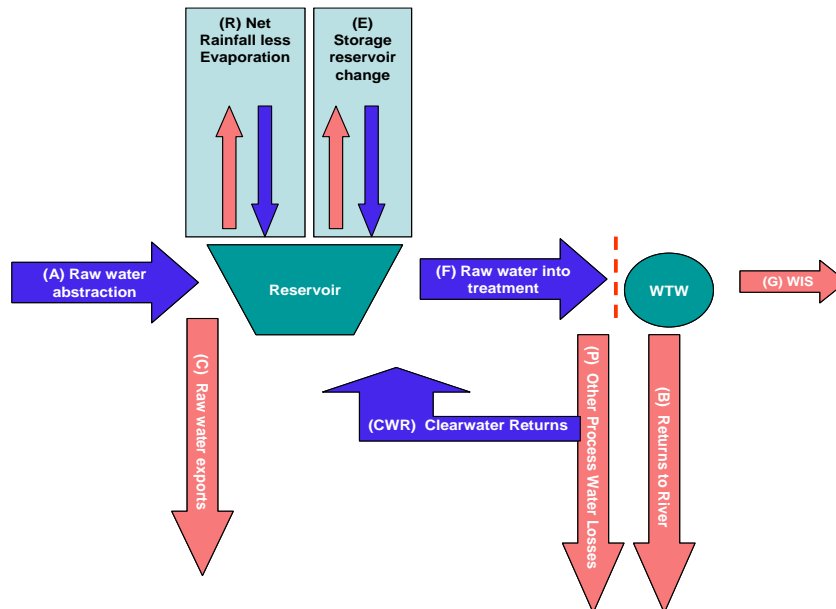 (R) Net
Rainfall less
Evaporation
(E)
Storage
reservoir
change
(A) Raw water
abstraction
Reservoir
(F) Raw water into
treatment
WTW
(G) WIS
(C) Raw water exports
(CWR) Clearwater Returns
(P) Other Process Water Losses
(B) Returns to River